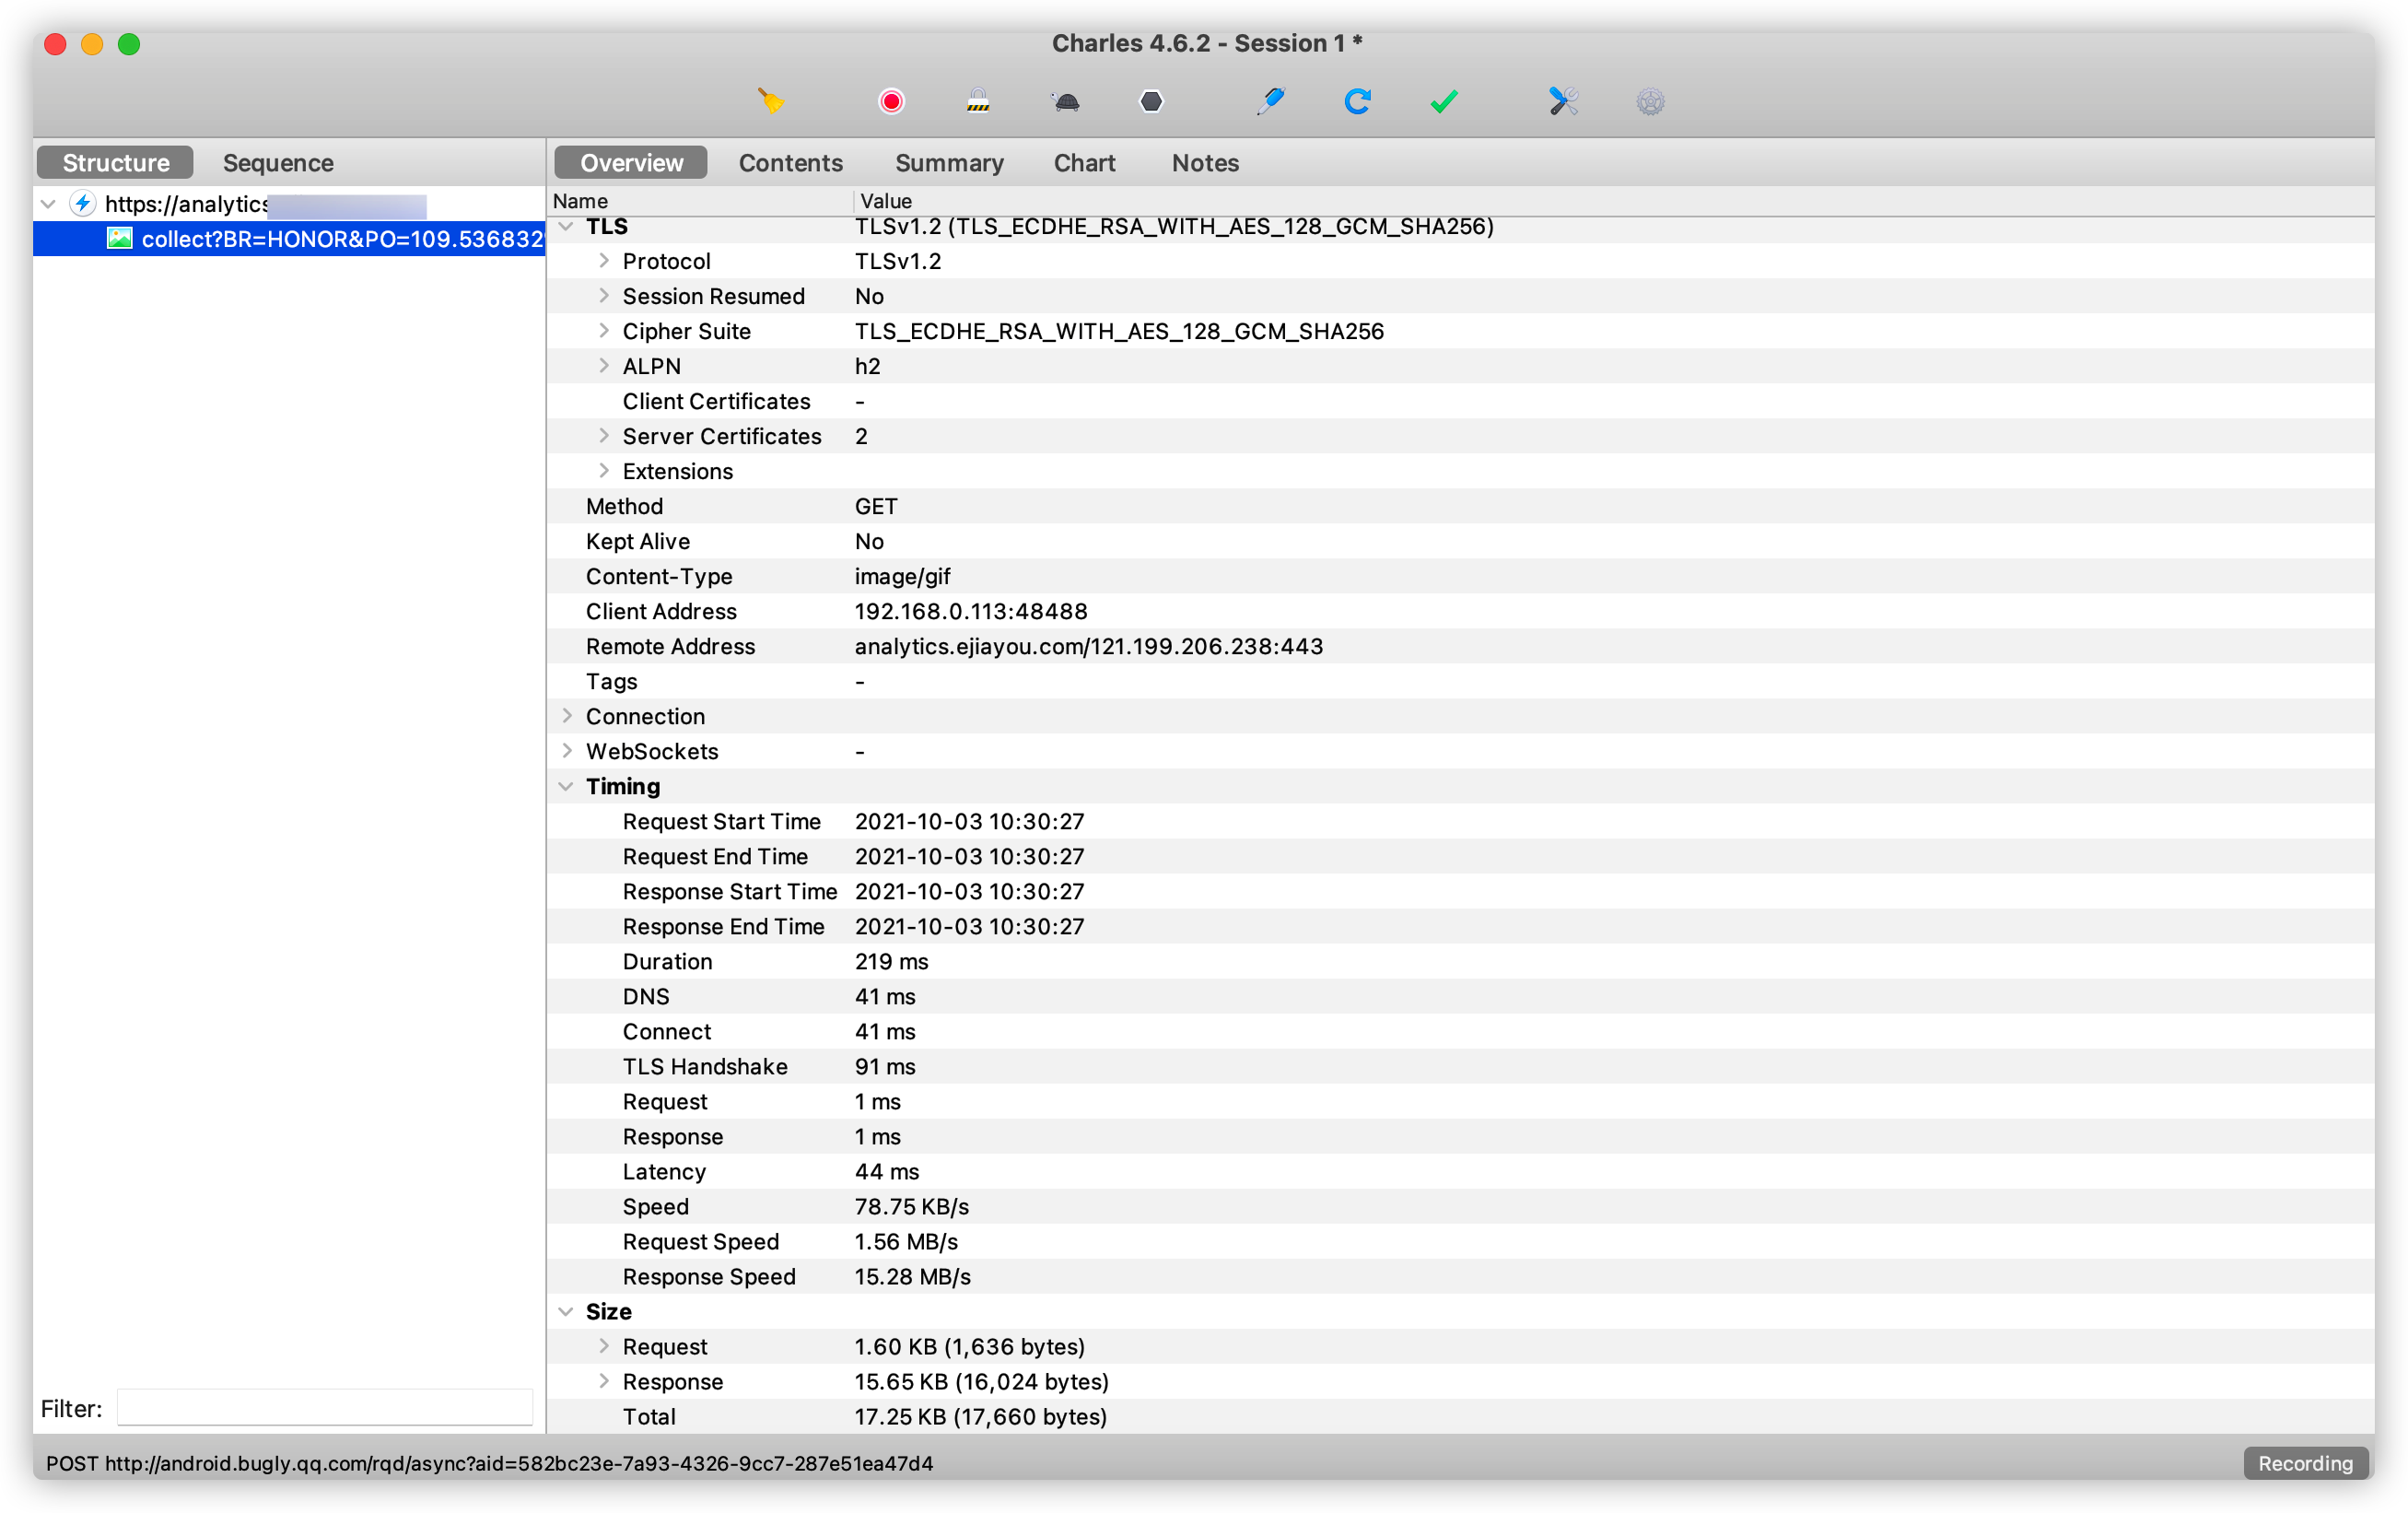 Charles 4.6.2 - Session 1 *
Structure
Sequence
Overview
Contents
Summary
Chart
Notes
https://analytics
collect?BR=HONOR&PO=109.536832
Name Value
TLS TLSv1.2 (TLS_ECDHE_RSA_WITH_AES_128_GCM_SHA256)
Protocol TLSv1.2
Session Resumed No
Cipher Suite TLS_ECDHE_RSA_WITH_AES_128_GCM_SHA256
ALPN h2
Client Certificates -
Server Certificates 2
Extensions
Method GET
Kept Alive No
Content-Type image/gif
Client Address 192.168.0.113:48488
Remote Address analytics.ejiayou.com/121.199.206.238:443
Tags -
Connection
WebSockets -
Timing
Request Start Time 2021-10-03 10:30:27
Request End Time 2021-10-03 10:30:27
Response Start Time 2021-10-03 10:30:27
Response End Time 2021-10-03 10:30:27
Duration 219 ms
DNS 41 ms
Connect 41 ms
TLS Handshake 91 ms
Request 1 ms
Response 1 ms
Latency 44 ms
Speed 78.75 KB/s
Request Speed 1.56 MB/s
Response Speed 15.28 MB/s
Size
Request 1.60 KB (1,636 bytes)
Response 15.65 KB (16,024 bytes)
Total 17.25 KB (17,660 bytes)
Filter:
POST http://android.bugly.qq.com/rqd/async?aid=582bc23e-7a93-4326-9cc7-287e51ea47d4
Recording